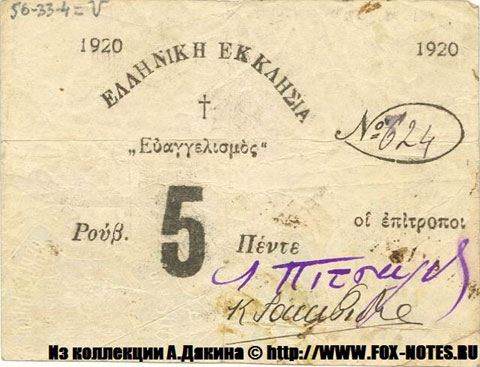 56-33-4=V
1920 1920
ΕΛΛΗΝΙΚΗ ΕΚΚΛΗΣΙΑ
†
„Εὐαγγελισμὸς"
№ 624
Ρούβ. 5 Πέντε
οἱ ἐπίτροποι
Из коллекции А.Дякина © http://WWW.FOX-NOTES.RU